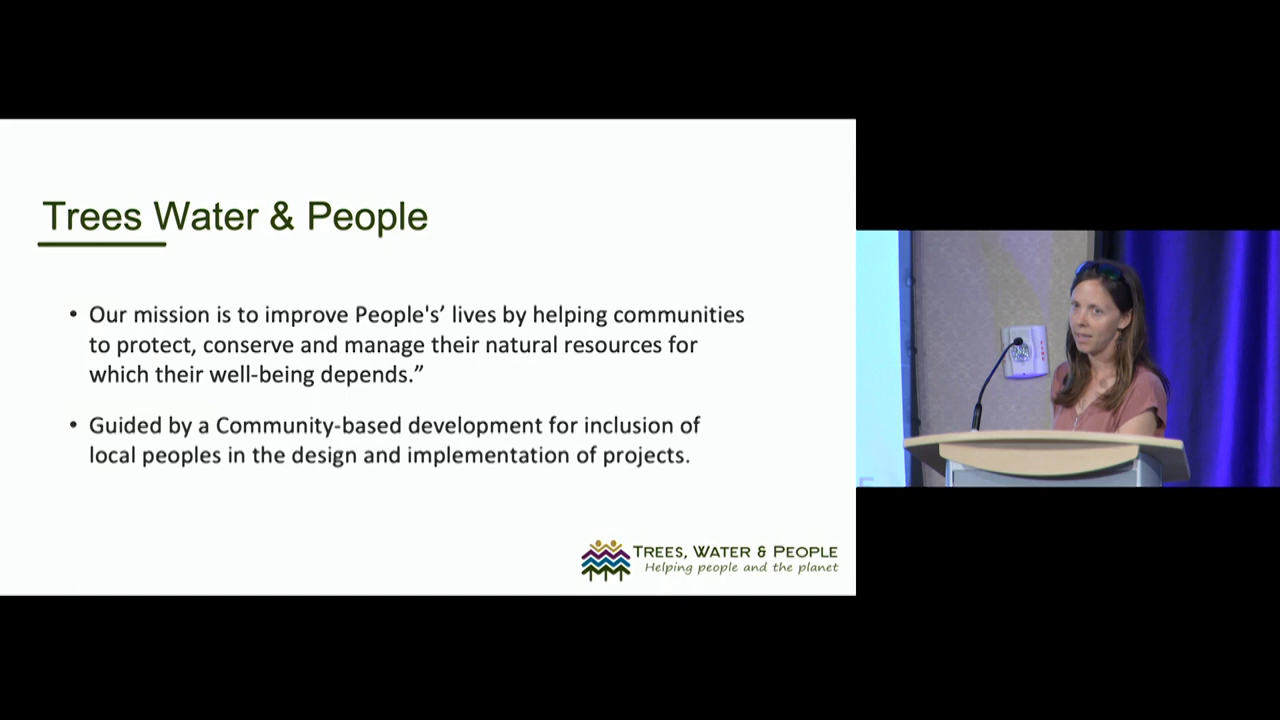 Trees Water & People
• Our mission is to improve People's’ lives by helping communities
to protect, conserve and manage their natural resources for
which their well-being depends.”
• Guided by a Community-based development for inclusion of
local peoples in the design and implementation of projects.
TREES, WATER & PEOPLE
Helping people and the planet
FIRE